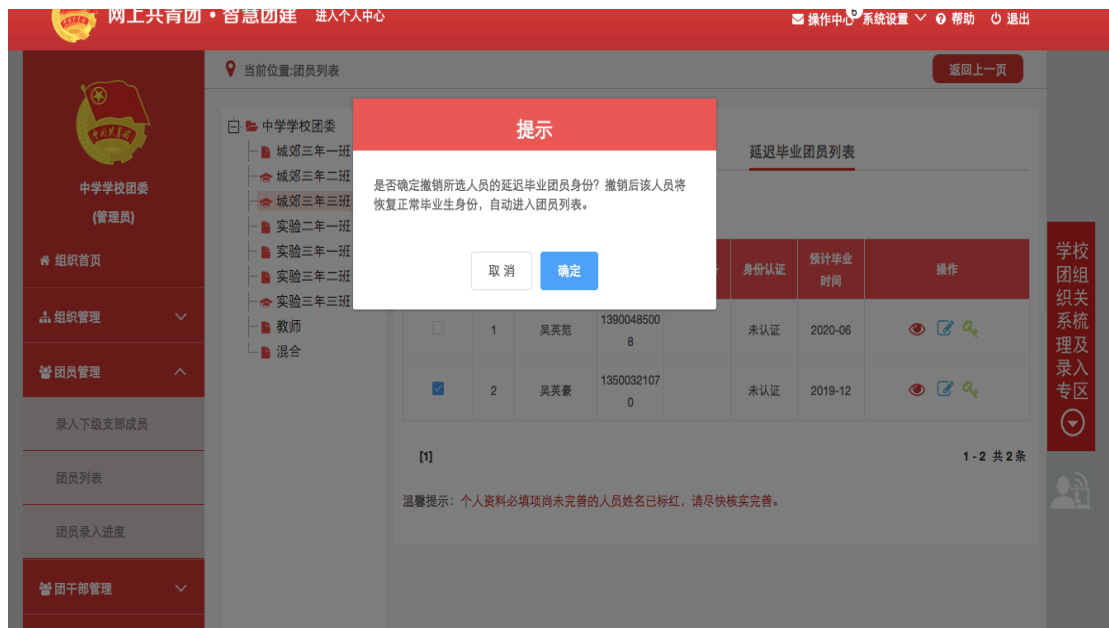 网上共青团·智慧团建 进入个人中心
操作中心 6 系统设置 帮助 退出
当前位置:团员列表
返回上一页
中学学校团委
(管理员)
组织首页
组织管理
团员管理
录入下级支部成员
团员列表
团员录入进度
团干部管理
中学学校团委
城郊三年一班
城郊三年二班
城郊三年三班
实验二年一班
实验三年一班
实验三年二班
实验三年三班
教师
混合
延迟毕业团员列表
提示
是否确定撤销所选人员的延迟毕业团员身份？撤销后该人员将
恢复正常毕业生身份，自动进入团员列表。
取 消 确定
身份认证 预计毕业 操作
时间
1 吴英范 1390048500 未认证 2020-06
8
2 吴英豪 1350032107 未认证 2019-12
0
[1] 1 - 2 共 2 条
温馨提示：个人资料必填项尚未完善的人员姓名已标红，请尽快核实完善。
学校
团组
织关
系梳
理及
录入
专区